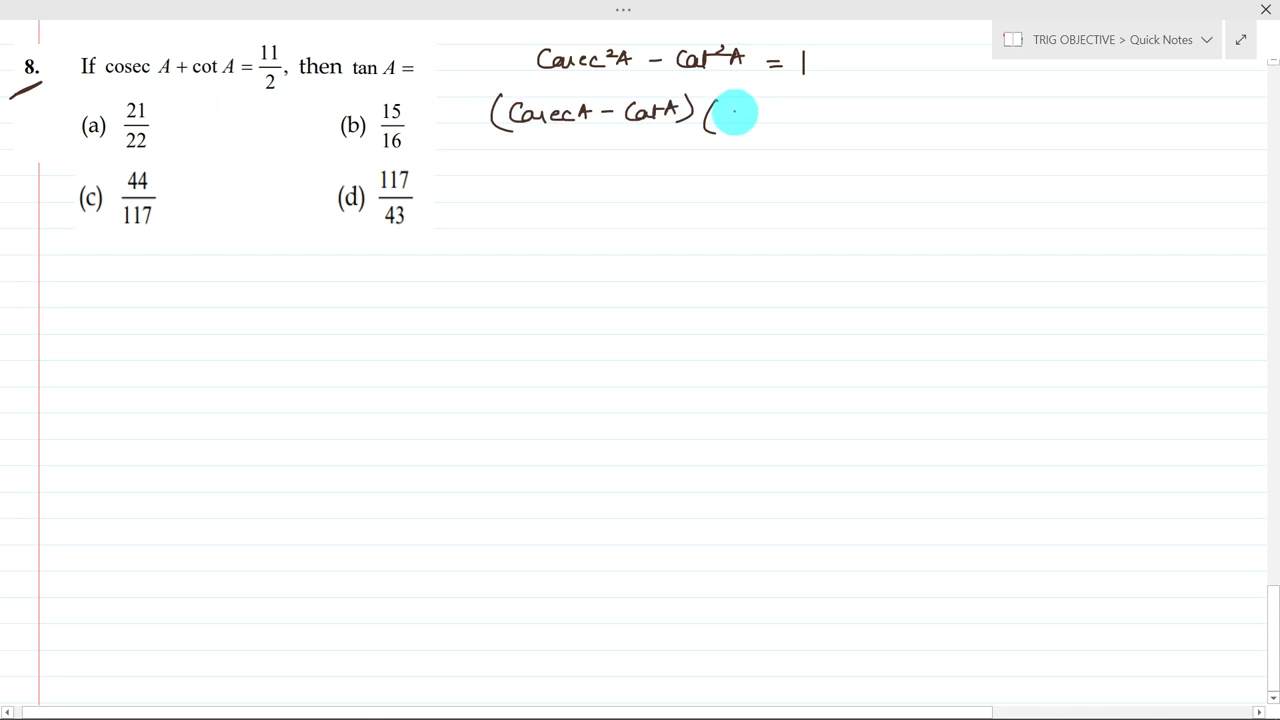 TRIG OBJECTIVE > Quick Notes
8. If cosec A + cot A = 11/2, then tan A =
(a) 21/22 (b) 15/16
(c) 44/117 (d) 117/43
Cosec²A - Cot²A = 1
(CosecA - CotA) (